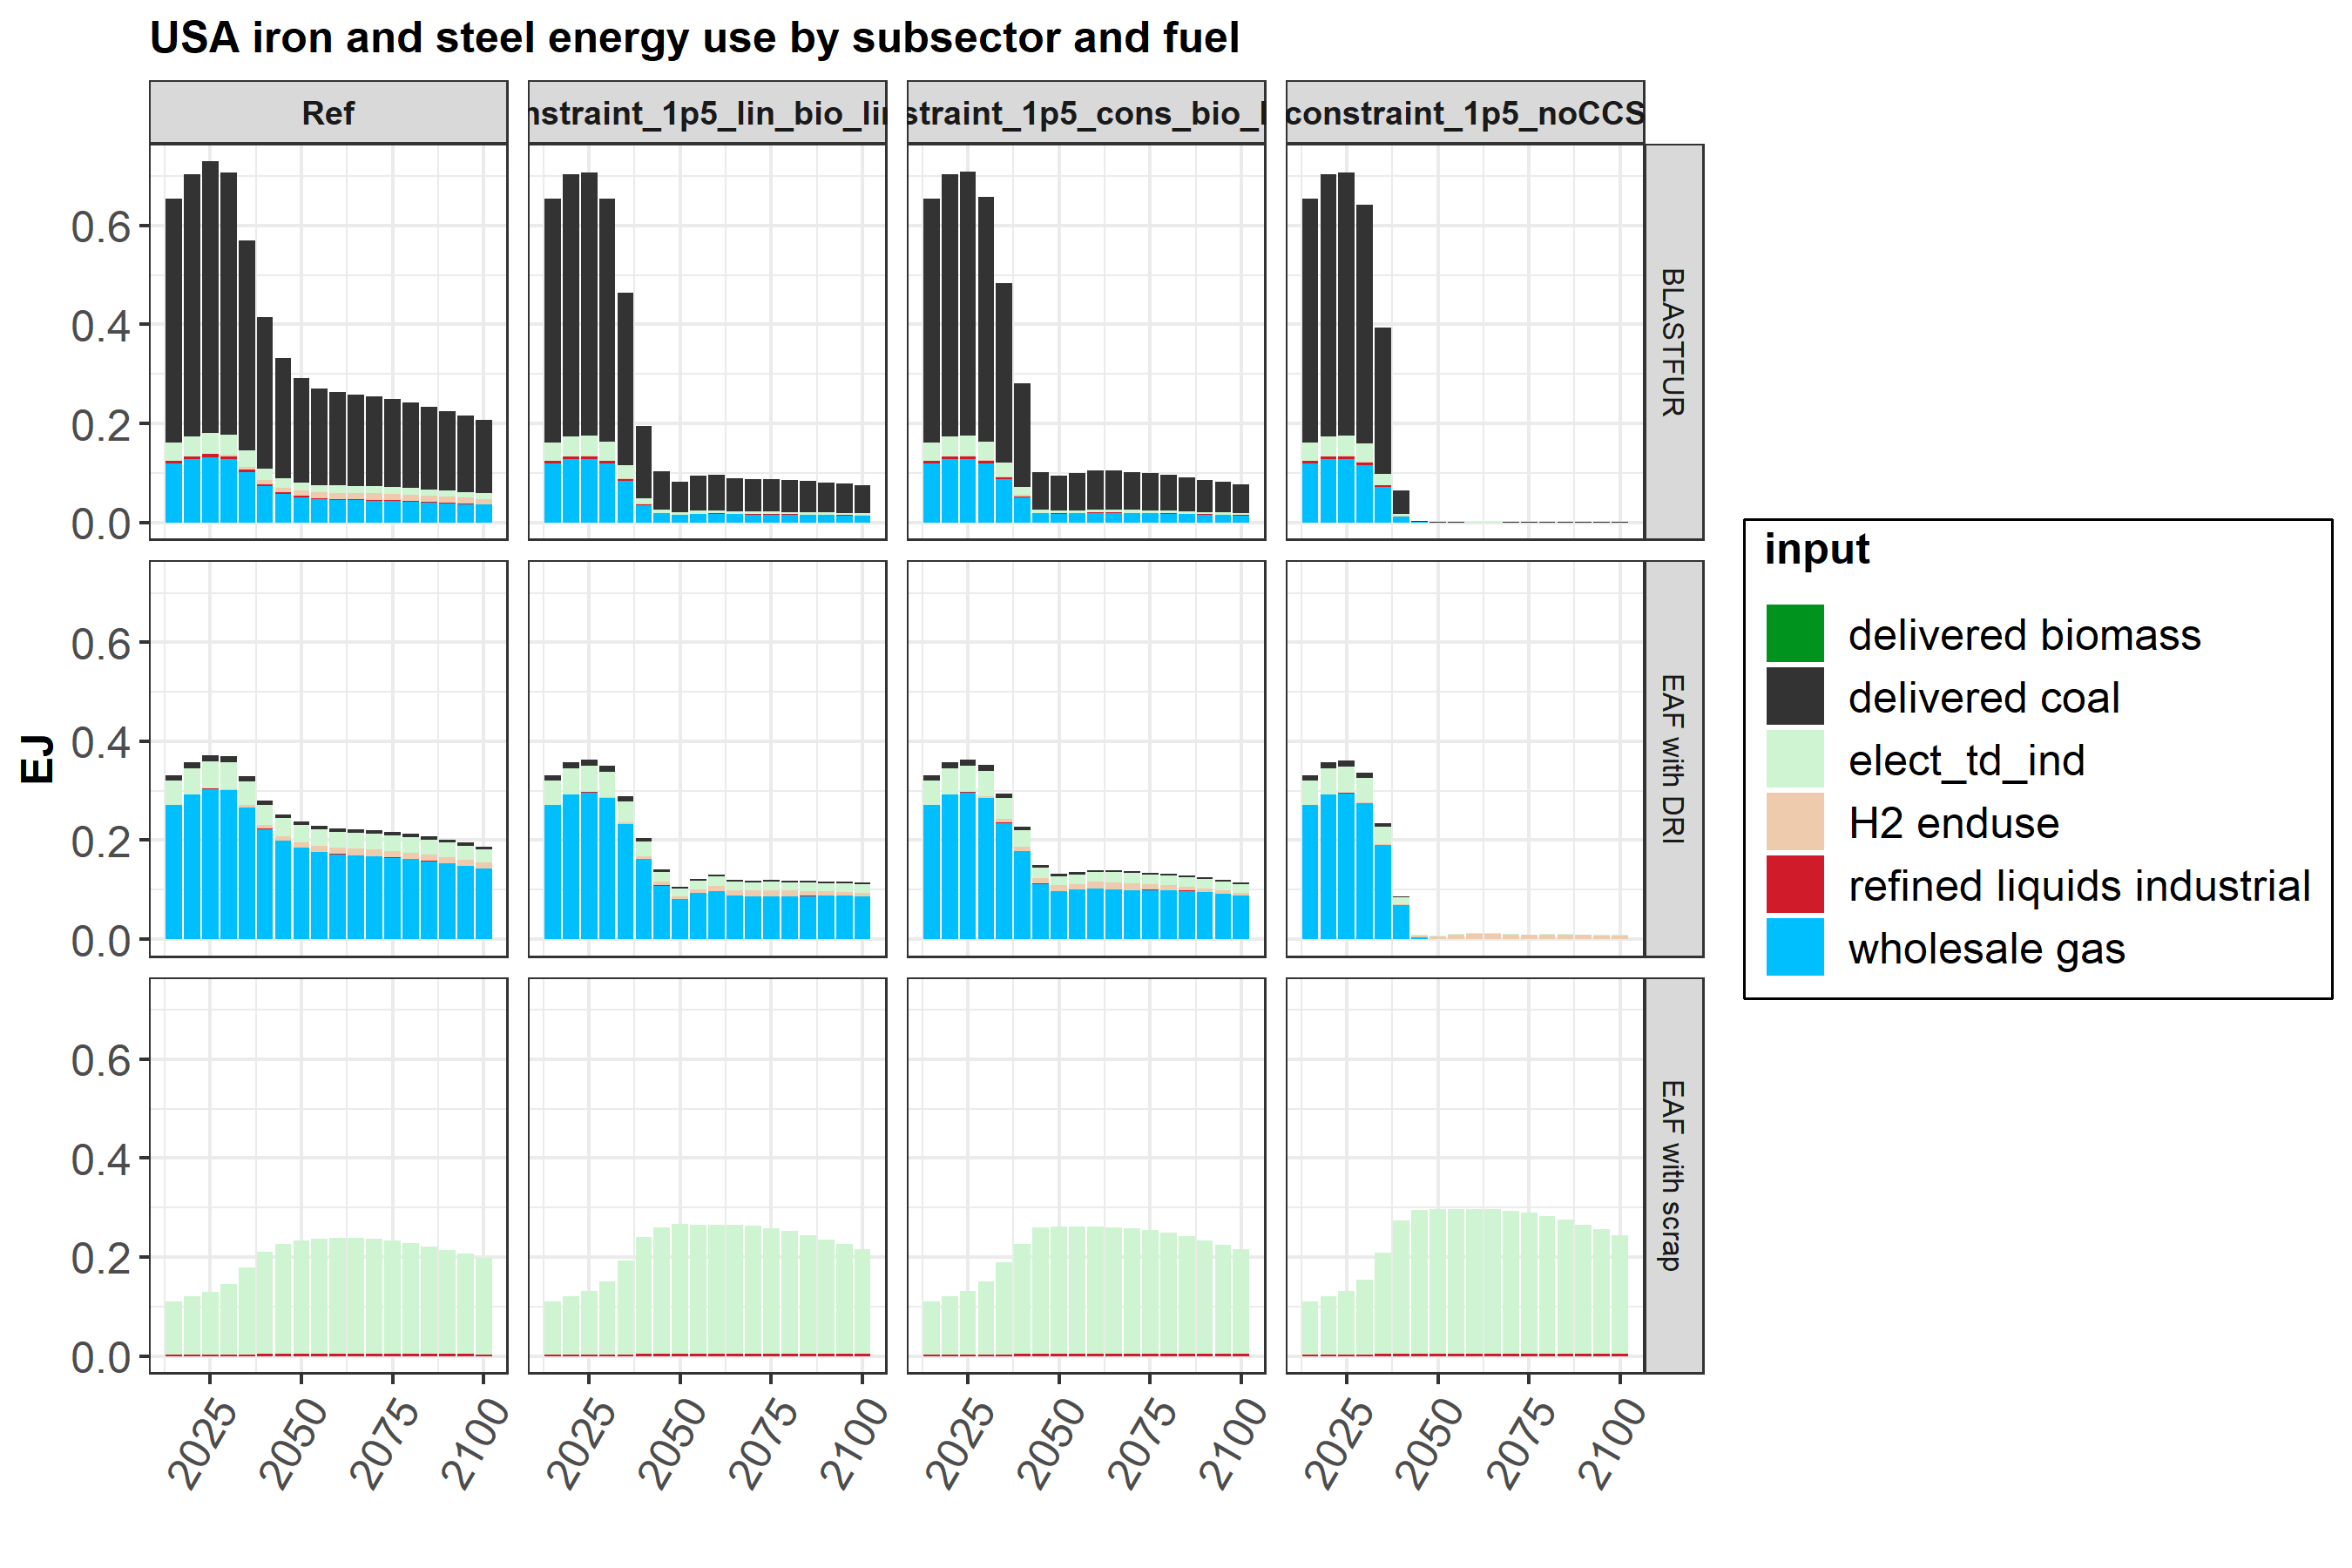 USA iron and steel energy use by subsector and fuel
Ref
nstraint_1p5_lin_bio_lin
straint_1p5_cons_bio_l
constraint_1p5_noCCS
0.6
0.4
0.2
0.0
BLASTFUR
0.6
0.4
0.2
0.0
EAF with DRI
0.6
0.4
0.2
0.0
EAF with scrap
EJ
2025 2050 2075 2100
2025 2050 2075 2100
2025 2050 2075 2100
2025 2050 2075 2100
input
delivered biomass
delivered coal
elect_td_ind
H2 enduse
refined liquids industrial
wholesale gas